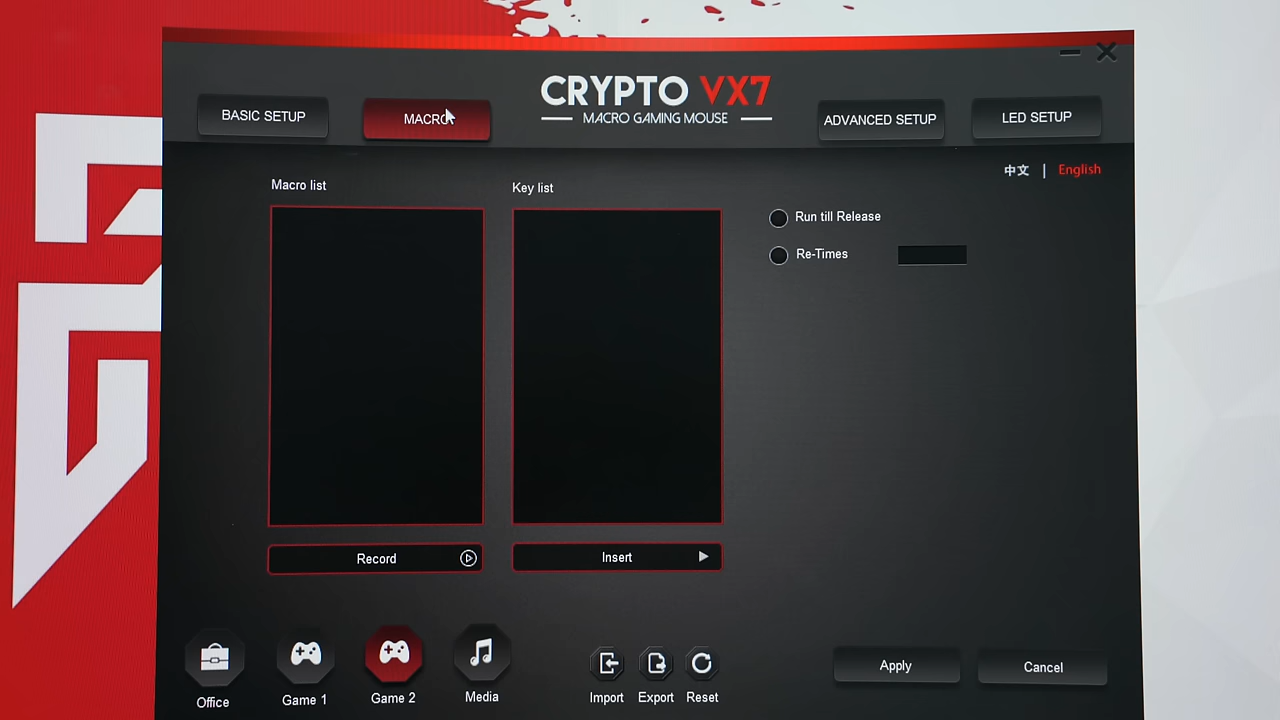 CRYPTO VX7
MACRO GAMING MOUSE
BASIC SETUP
MACRO
ADVANCED SETUP
LED SETUP
中文 | English
Macro list
Key list
Run till Release
Re-Times
Record
Insert
Office
Game 1
Game 2
Media
Import
Export
Reset
Apply
Cancel